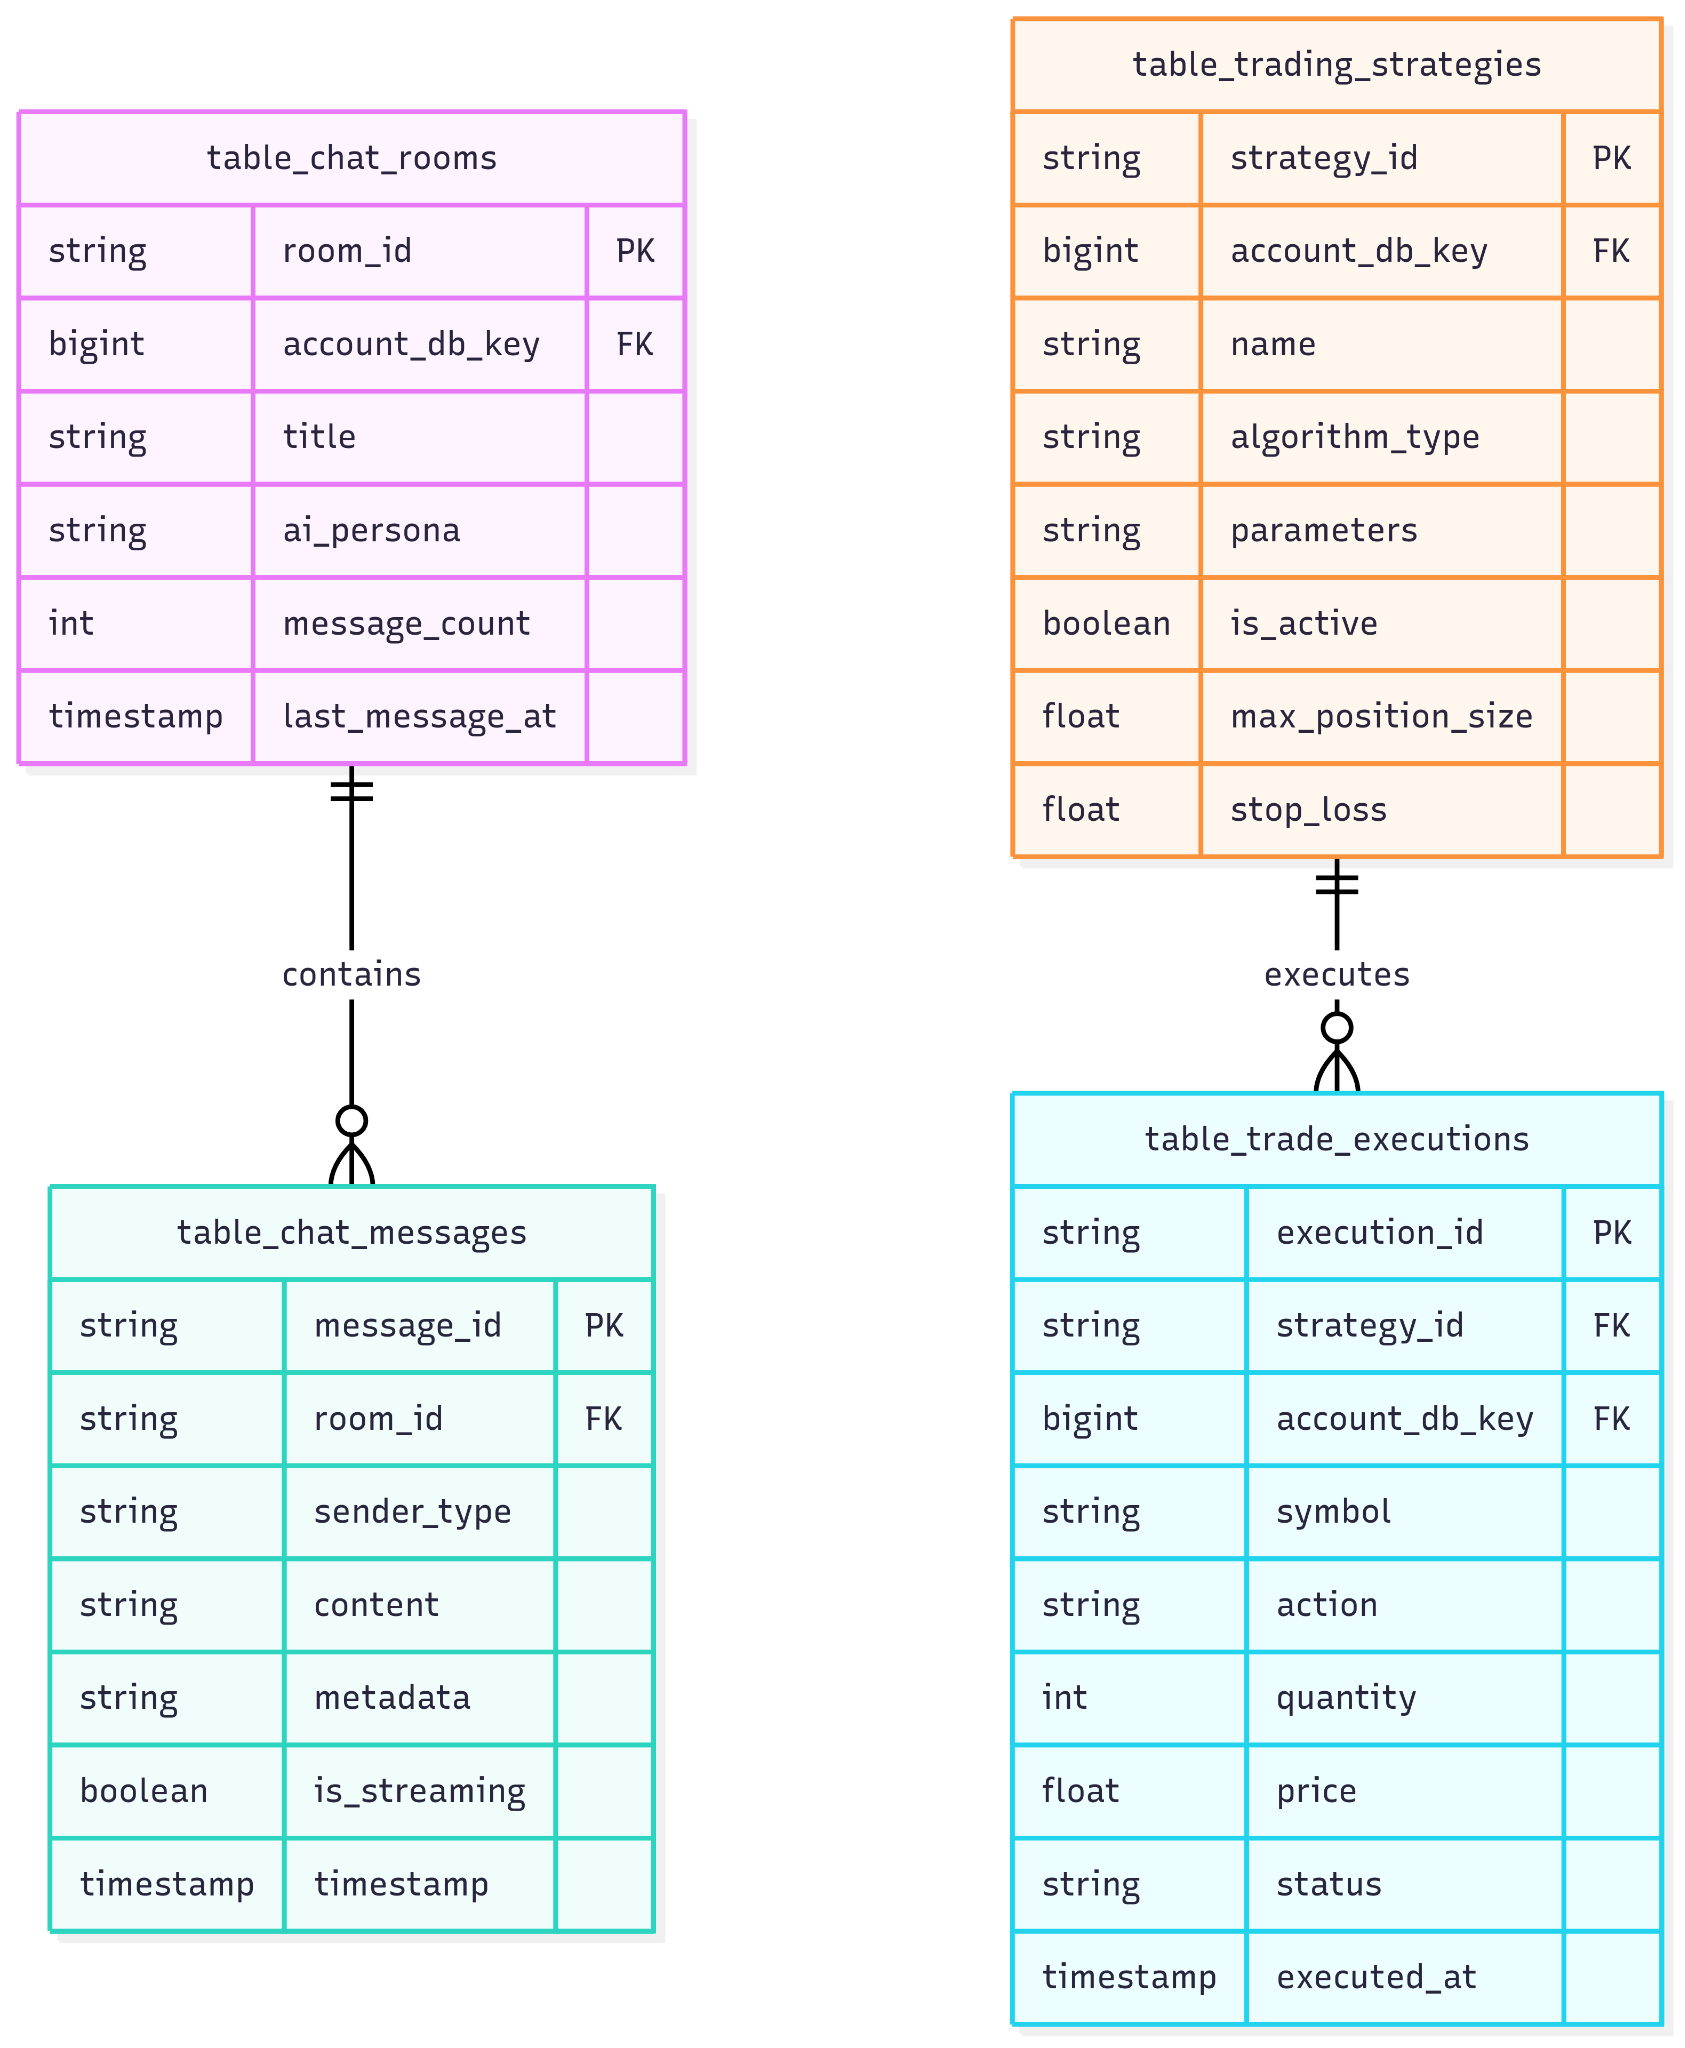 table_chat_rooms
string room_id PK
bigint account_db_key FK
string title
string ai_persona
int message_count
timestamp last_message_at
contains
table_chat_messages
string message_id PK
string room_id FK
string sender_type
string content
string metadata
boolean is_streaming
timestamp timestamp
table_trading_strategies
string strategy_id PK
bigint account_db_key FK
string name
string algorithm_type
string parameters
boolean is_active
float max_position_size
float stop_loss
executes
table_trade_executions
string execution_id PK
string strategy_id FK
bigint account_db_key FK
string symbol
string action
int quantity
float price
string status
timestamp executed_at